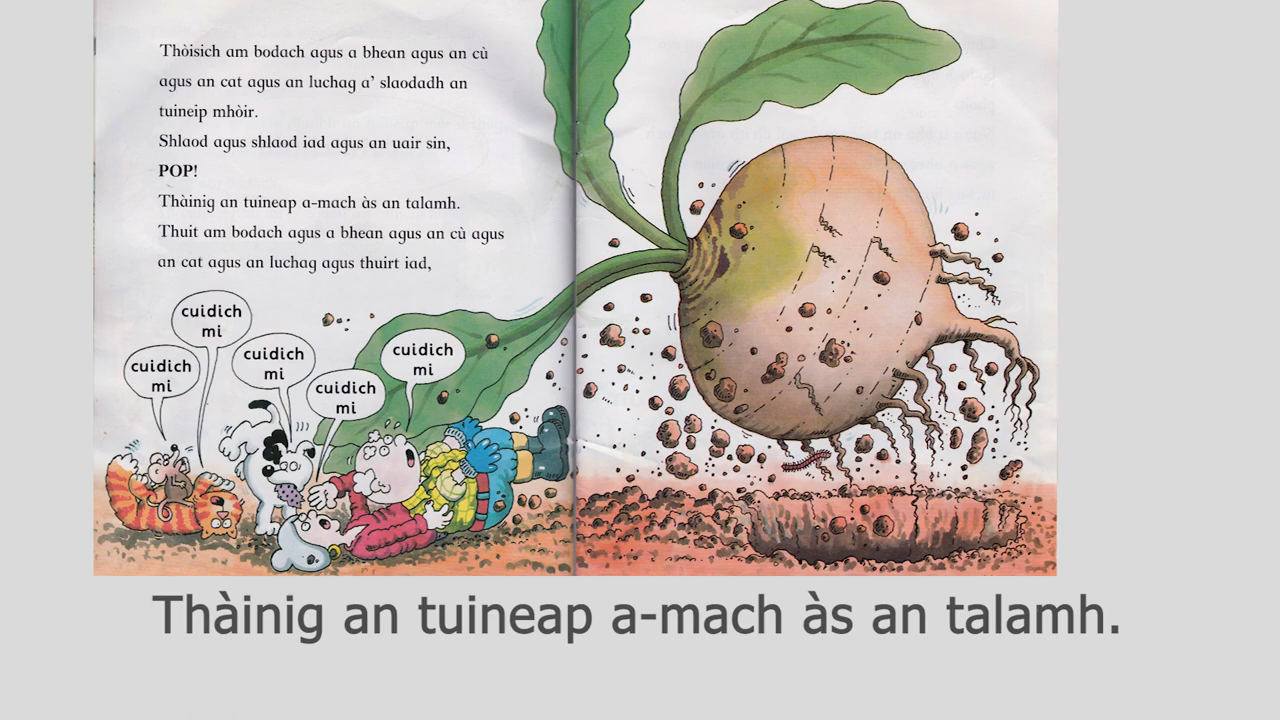 Thòisich am bodach agus a bhean agus an cù
agus an cat agus an luchag a' slaodadh an
tuineip mhòir.
Shlaod agus shlaod iad agus an uair sin,
POP!
Thàinig an tuineap a-mach às an talamh.
Thuit am bodach agus a bhean agus an cù agus
an cat agus an luchag agus thuirt iad,
cuidich
mi
cuidich
mi
cuidich
mi
cuidich
mi
cuidich
mi
Thàinig an tuineap a-mach às an talamh.